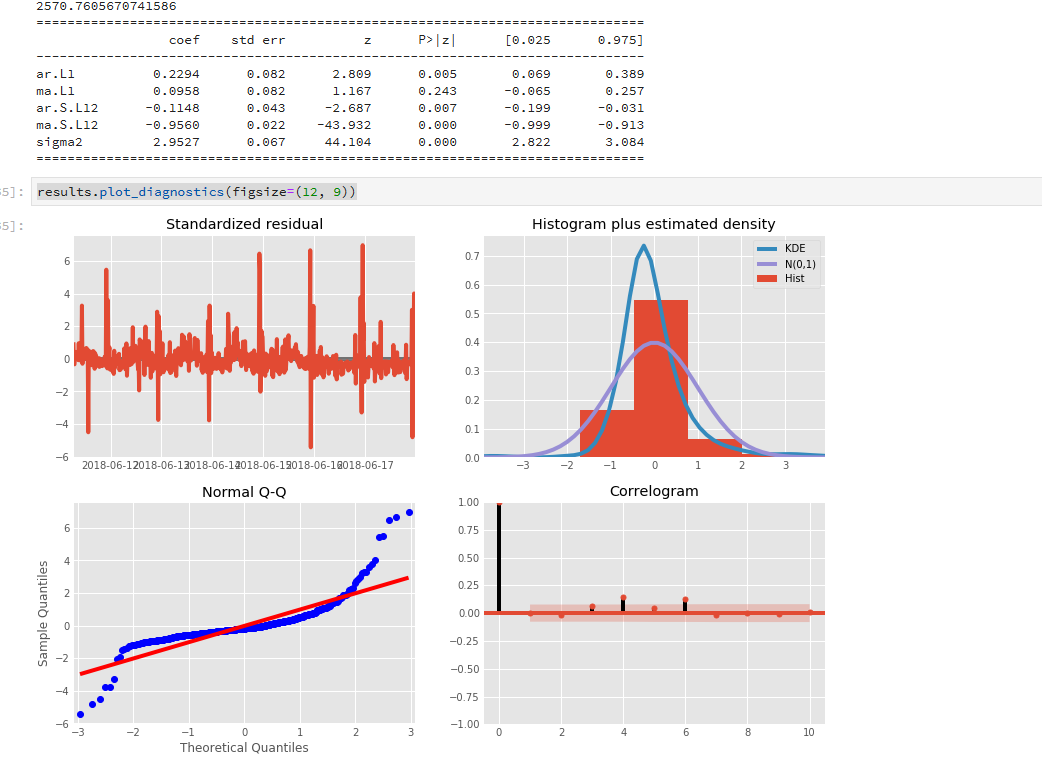 2570.7605670741586
==============================================================================
                 coef    std err          z      P>|z|      [0.025      0.975]
------------------------------------------------------------------------------
ar.L1          0.2294      0.082      2.809      0.005       0.069       0.389
ma.L1          0.0958      0.082      1.167      0.243      -0.065       0.257
ar.S.L12      -0.1148      0.043     -2.687      0.007      -0.199      -0.031
ma.S.L12      -0.9560      0.022    -43.932      0.000      -0.999      -0.913
sigma2         2.9527      0.067     44.104      0.000       2.822       3.084
==============================================================================
5]: results.plot_diagnostics(figsize=(12, 9))
5]:
Standardized residual
6
4
2
0
−2
−4
−6
2018-06-12 2018-06-13 2018-06-14 2018-06-15 2018-06-16 2018-06-17
Histogram plus estimated density
KDE
N(0,1)
Hist
0.7
0.6
0.5
0.4
0.3
0.2
0.1
0.0
−3 −2 −1 0 1 2 3
Normal Q-Q
Sample Quantiles
6
4
2
0
−2
−4
−6
−3 −2 −1 0 1 2 3
Theoretical Quantiles
Correlogram
1.00
0.75
0.50
0.25
0.00
−0.25
−0.50
−0.75
−1.00
0 2 4 6 8 10